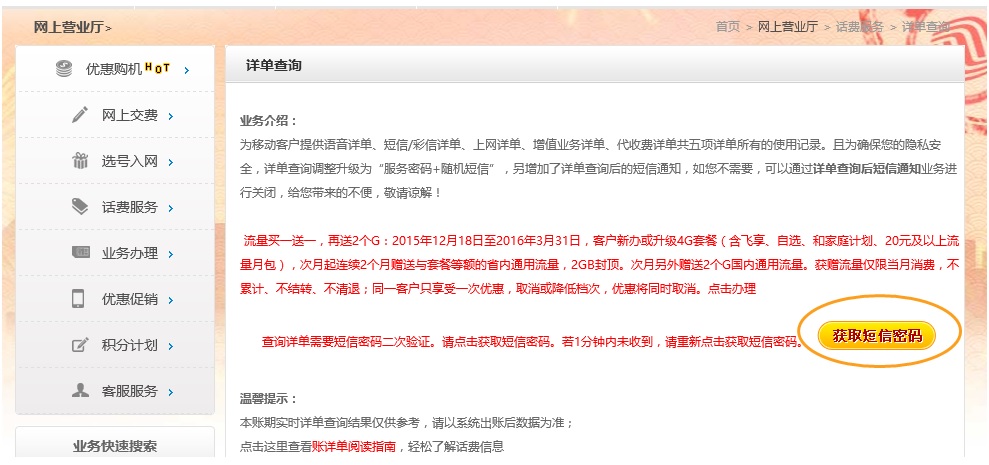 网上营业厅>
首页 > 网上营业厅 > 话费服务 > 详单查询
优惠购机HOT >
网上交费 >
选号入网 >
话费服务 >
业务办理 >
优惠促销 >
积分计划 >
客服服务 >
业务快速搜索
详单查询
业务介绍：
为移动客户提供语音详单、短信/彩信详单、上网详单、增值业务详单、代收费详单共五项详单所有的使用记录。且为确保您的隐私安
全，详单查询调整升级为“服务密码+随机短信”，另增加了详单查询后的短信通知，如您不需要，可以通过详单查询后短信通知业务进
行关闭，给您带来的不便，敬请谅解！
流量买一送一，再送2个G：2015年12月18日至2016年3月31日，客户新办或升级4G套餐（含飞享、自选、和家庭计划、20元及以上流
量月包），次月起连续2个月赠送与套餐等额的省内通用流量，2GB封顶。次月另外赠送2个G国内通用流量。获赠流量仅限当月消费，不
累计、不结转、不清退；同一客户只享受一次优惠，取消或降低档次，优惠将同时取消。点击办理
查询详单需要短信密码二次验证。请点击获取短信密码。若1分钟内未收到，请重新点击获取短信密码。 获取短信密码
温馨提示：
本账期实时详单查询结果仅供参考，请以系统出账后数据为准；
点击这里查看账详单阅读指南，轻松了解话费信息